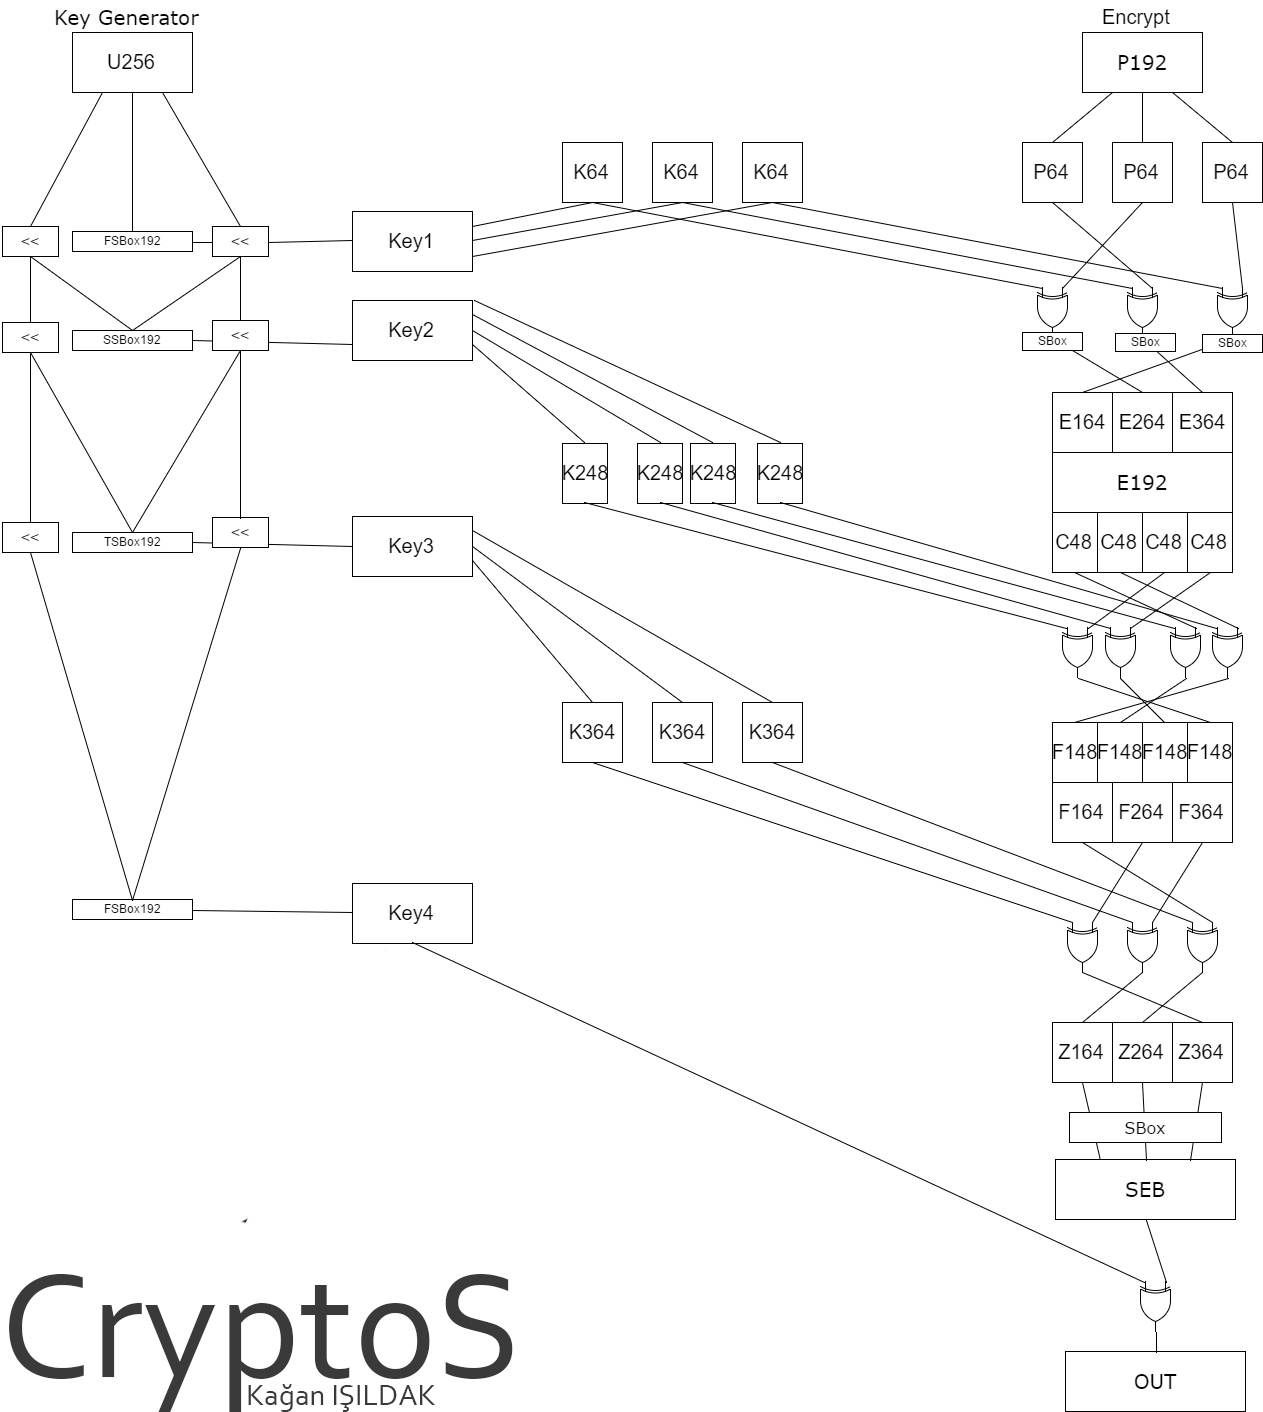 Key Generator
Encrypt
U256
P192
K64 K64 K64
P64 P64 P64
<< FSBox192 <<
Key1
<< SSBox192 <<
Key2
SBox SBox SBox
E164 E264 E364
K248 K248 K248 K248
E192
<< TSBox192 <<
Key3
C48 C48 C48 C48
K364 K364 K364
F148 F148 F148 F148
F164 F264 F364
FSBox192
Key4
Z164 Z264 Z364
SBox
SEB
OUT
CryptoS
Kağan IŞILDAK